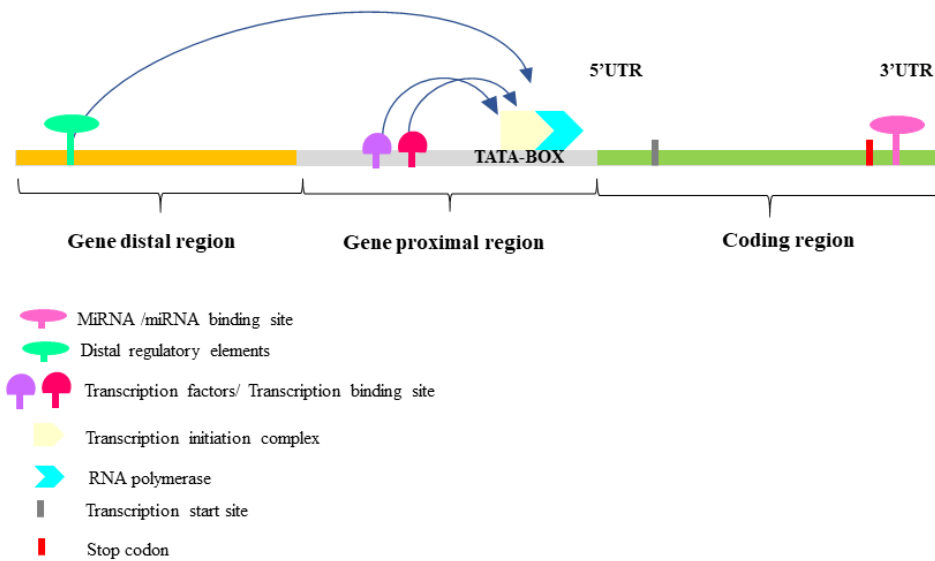 5'UTR
3'UTR
TATA-BOX
Gene distal region
Gene proximal region
Coding region
MiRNA /miRNA binding site
Distal regulatory elements
Transcription factors/ Transcription binding site
Transcription initiation complex
RNA polymerase
Transcription start site
Stop codon